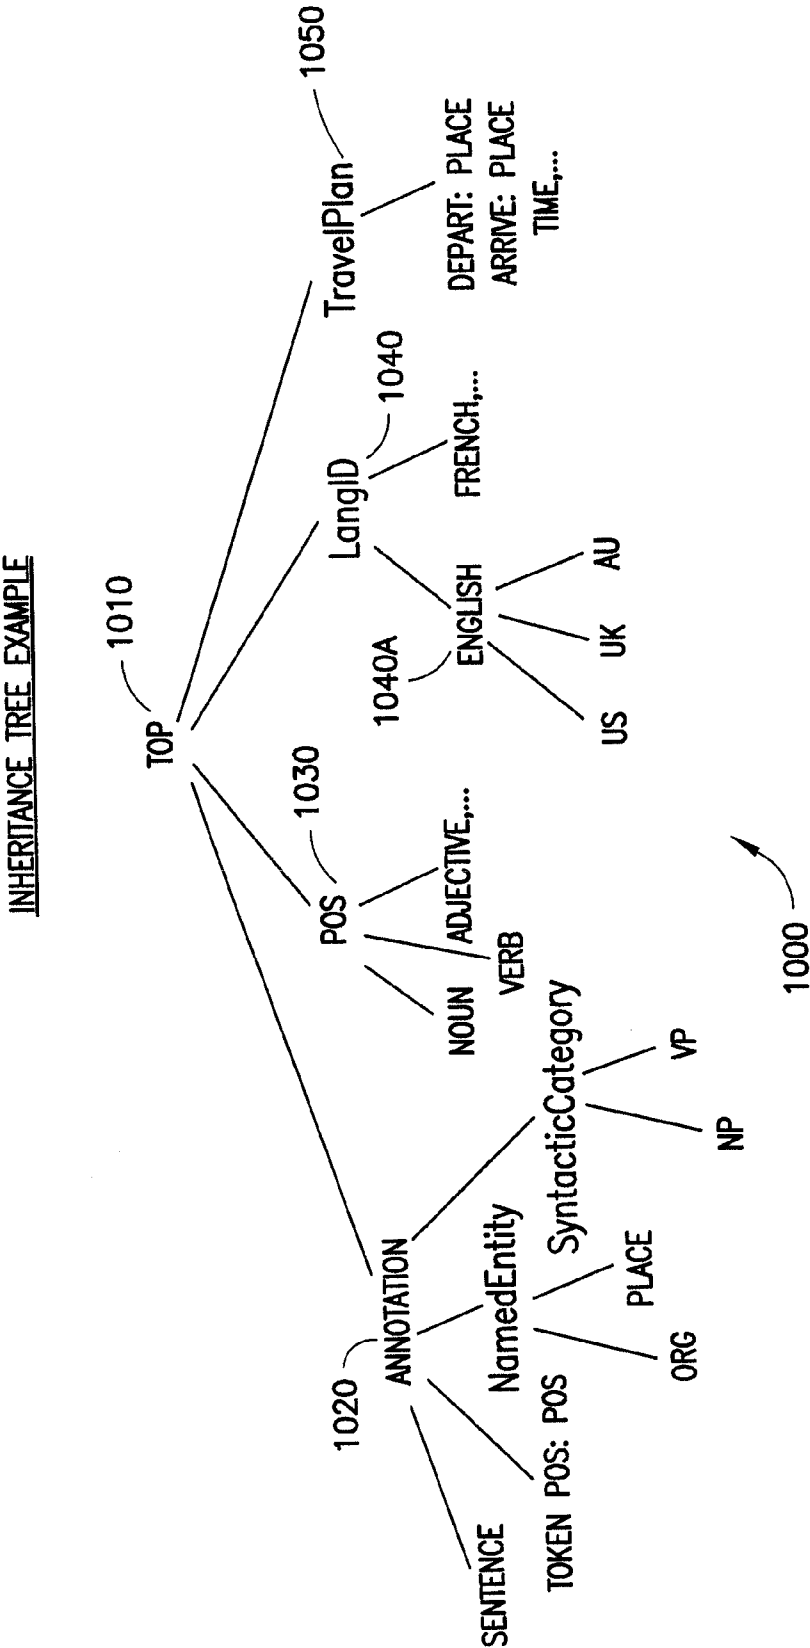 INHERITANCE TREE EXAMPLE
TOP
1010
ANNOTATION
1020
SENTENCE
TOKEN POS: POS
NamedEntity
ORG
PLACE
SyntacticCategory
NP
VP
POS
1030
NOUN
VERB
ADJECTIVE,...
LangID
1040
ENGLISH
1040A
US
UK
AU
FRENCH,...
TravelPlan
1050
DEPART: PLACE
ARRIVE: PLACE
TIME,...
1000